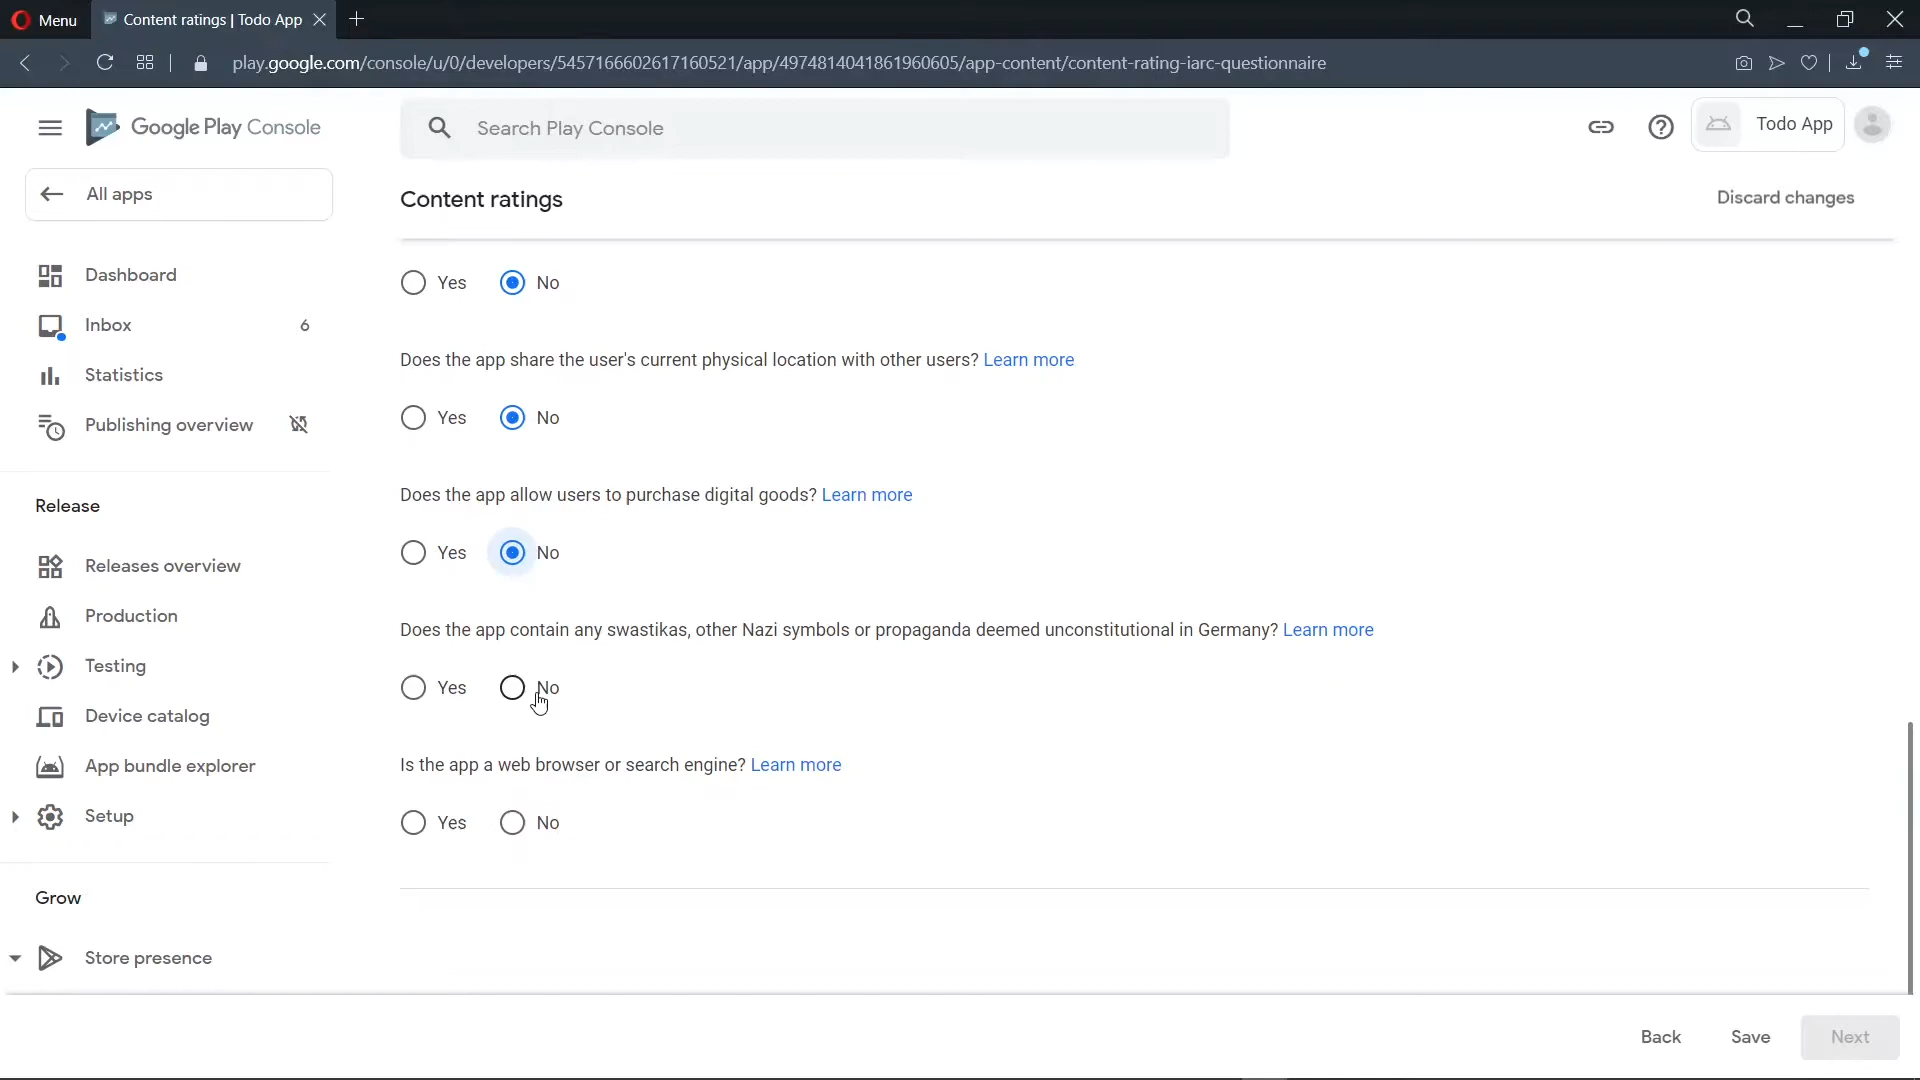 Menu
Content ratings | Todo App
play.google.com/console/u/0/developers/5457166602617160521/app/4974814041861960605/app-content/content-rating-iarc-questionnaire
Google Play Console
Search Play Console
Todo App
All apps
Content ratings
Discard changes
Dashboard
Yes No
Inbox 6
Does the app share the user's current physical location with other users? Learn more
Statistics
Yes No
Publishing overview
Does the app allow users to purchase digital goods? Learn more
Release
Yes No
Releases overview
Production
Does the app contain any swastikas, other Nazi symbols or propaganda deemed unconstitutional in Germany? Learn more
Testing
Yes No
Device catalog
App bundle explorer
Is the app a web browser or search engine? Learn more
Setup
Yes No
Grow
Store presence
Back Save Next